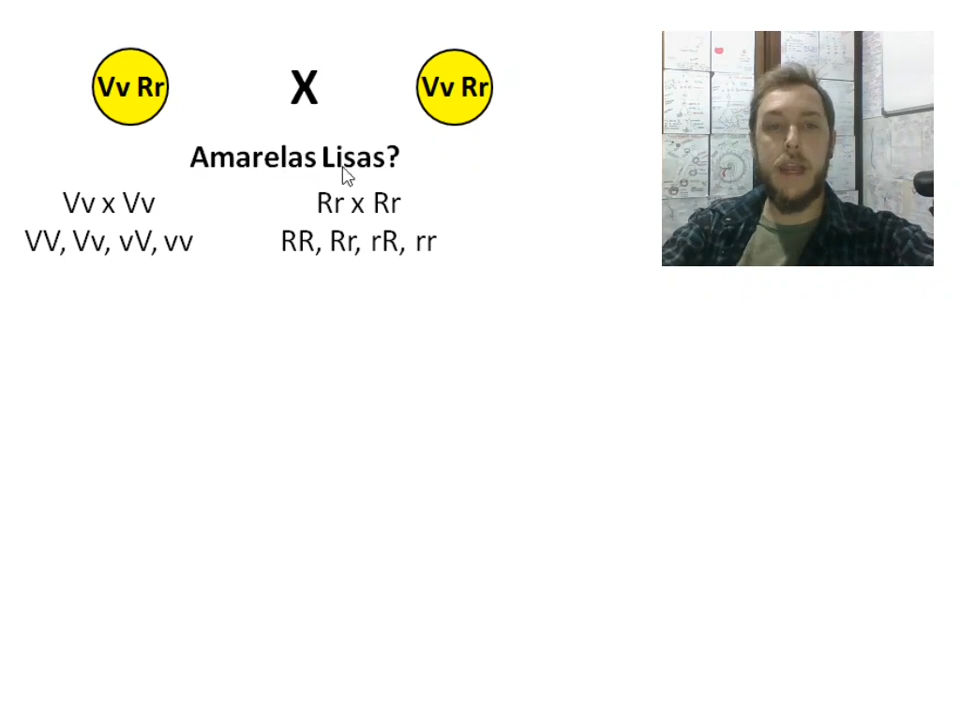 Vv Rr X Vv Rr
Amarelas Lisas?
Vv x Vv Rr x Rr
VV, Vv, vV, vv RR, Rr, rR, rr